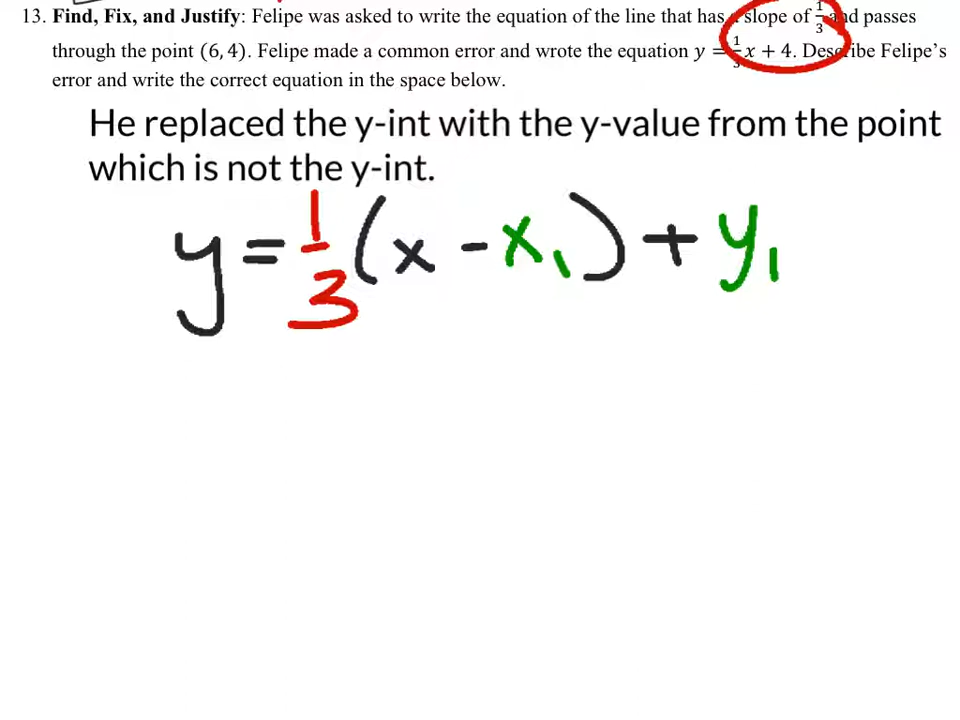 13. Find, Fix, and Justify: Felipe was asked to write the equation of the line that has a slope of 1/3 and passes
through the point (6, 4). Felipe made a common error and wrote the equation y = 1/3 x + 4. Describe Felipe's
error and write the correct equation in the space below.
He replaced the y-int with the y-value from the point
which is not the y-int.
y = 1/3 (x - x₁) + y₁